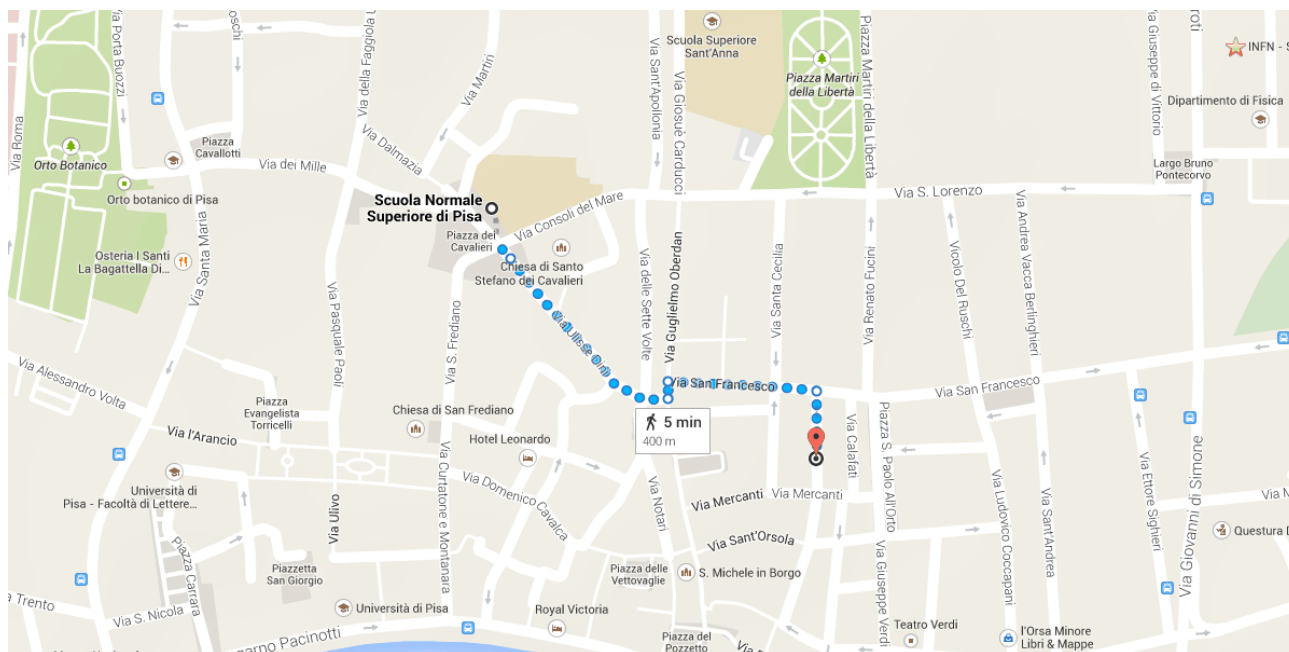 Via Porta Buozzi
oschi
Via della Faggiola
Via Martiri
Scuola Superiore
Sant'Anna
Via Sant'Apollonia
Via Giosuè Carducci
Piazza Martiri
della Libertà
Piazza Martiri della Libertà
Via Giuseppe di Vittorio
roti
INFN - S
Dipartimento di Fisica
Via Roma
Orto Botanico
Piazza
Cavallotti
Via dei Mille
Via Dalmazia
Largo Bruno
Pontecorvo
Orto botanico di Pisa
Scuola Normale
Superiore di Pisa
Via Consoli del Mare
Via S. Lorenzo
Piazza dei
Cavalieri
Osteria I Santi
La Bagattella Di...
Via Santa Maria
Chiesa di Santo
Stefano dei Cavalieri
Via delle Sette Volte
Via Guglielmo Oberdan
Via Santa Cecilia
Via Renato Fucini
Vicolo Del Ruschi
Via Andrea Vacca Berlinghieri
Via Pasquale Paoli
Via S. Frediano
Via Ulisse Dini
Via San Francesco
Via San Francesco
Via Alessandro Volta
Piazza
Evangelista
Torricelli
Chiesa di San Frediano
5 min
400 m
Via l'Arancio
Hotel Leonardo
Via Calafati
Piazza S. Paolo All'Orto
Università di
Pisa - Facoltà di Lettere...
Via Ulivo
Via Curtatone e Montanara
Via Domenico Cavalca
Via Notari
Via Mercanti
Via Mercanti
Via Ludovico Coccapani
Via Sant'Andrea
Via Ettore Sighieri
Via Giovanni di Simone
Via N
Questura D
Via Sant'Orsola
Piazza Carrara
Piazzetta
San Giorgio
Piazza delle
Vettovaglie
S. Michele in Borgo
Via Giuseppe Verdi
a Trento
Via S. Nicola
Università di Pisa
Royal Victoria
Teatro Verdi
l'Orsa Minore
Libri & Mappe
garno Pacinotti
Piazza del
Pozzetto